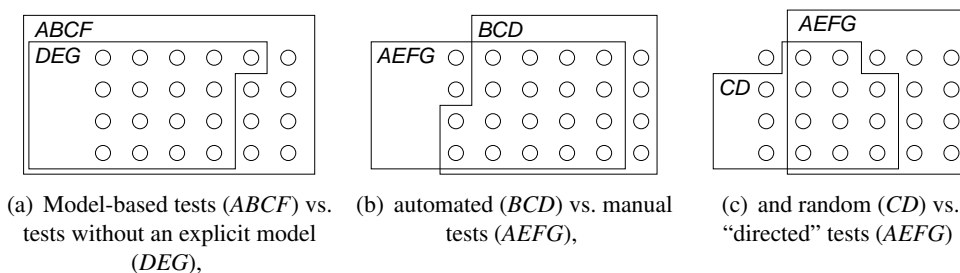 ABCF
DEG
BCD
AEFG
AEFG
CD
(a) Model-based tests (ABCF) vs.
tests without an explicit model
(DEG),
(b) automated (BCD) vs. manual
tests (AEFG),
(c) and random (CD) vs.
“directed” tests (AEFG)